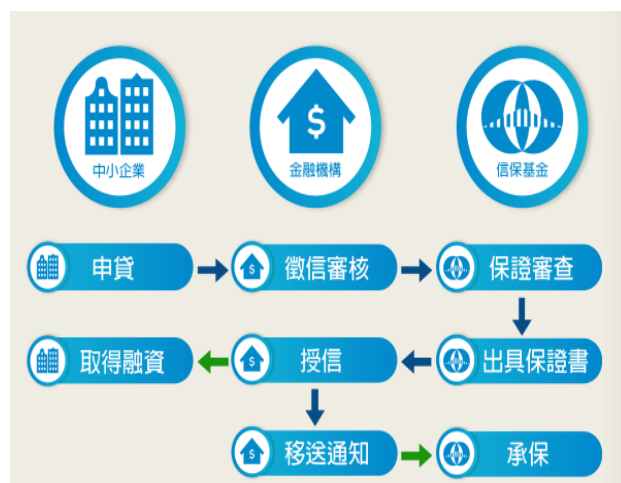 中小企業
金融機構
信保基金
申貸
徵信審核
保證審查
取得融資
授信
出具保證書
移送通知
承保